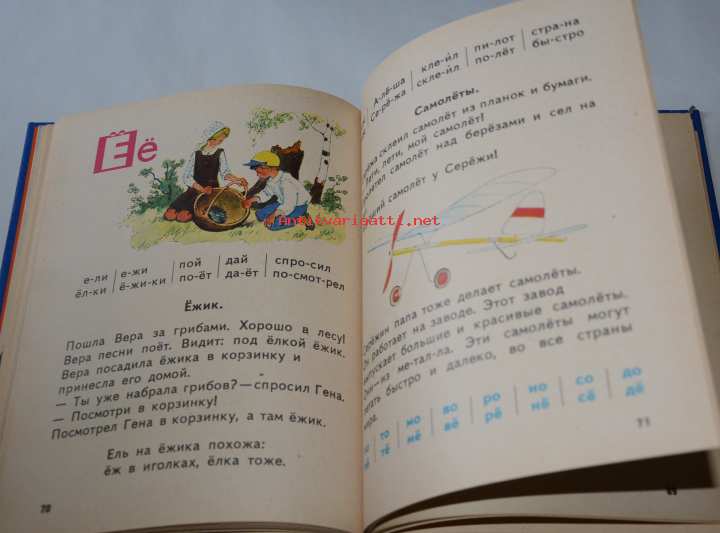 Ё ё
е-ли | е-жи | пой | дай | спро-сил
ёл-ки | ё-жи-ки | по-ёт | да-ёт | по-смот-рел
Ёжик.
Пошла Вера за грибами. Хорошо в лесу!
Вера песни поёт. Видит: под ёлкой ёжик.
Вера посадила ёжика в корзинку и
принесла его домой.
— Ты уже набрала грибов? — спросил Гена.
— Посмотри в корзинку!
Посмотрел Гена в корзинку, а там ёжик.
Ель на ёжика похожа:
ёж в иголках, ёлка тоже.
70
А-лё-ша | кле-ил | пи-лот | стра-на
Се-рё-жа | скле-ил | по-лёт | бы-стро
Самолёты.
склеил самолёт из планок и бумаги.
лети, мой самолёт!
самолёт над берёзами и сел на
самолёт у Серёжи!
папа тоже делает самолёты.
работает на заводе. Этот завод
большие и красивые самолёты.
из ме-тал-ла. Эти самолёты могут
быстро и далеко, во все страны
то | мо | во | ро | но | со | до
тё | мё | вё | рё | нё | сё | дё
71
Antikvariaatti.net